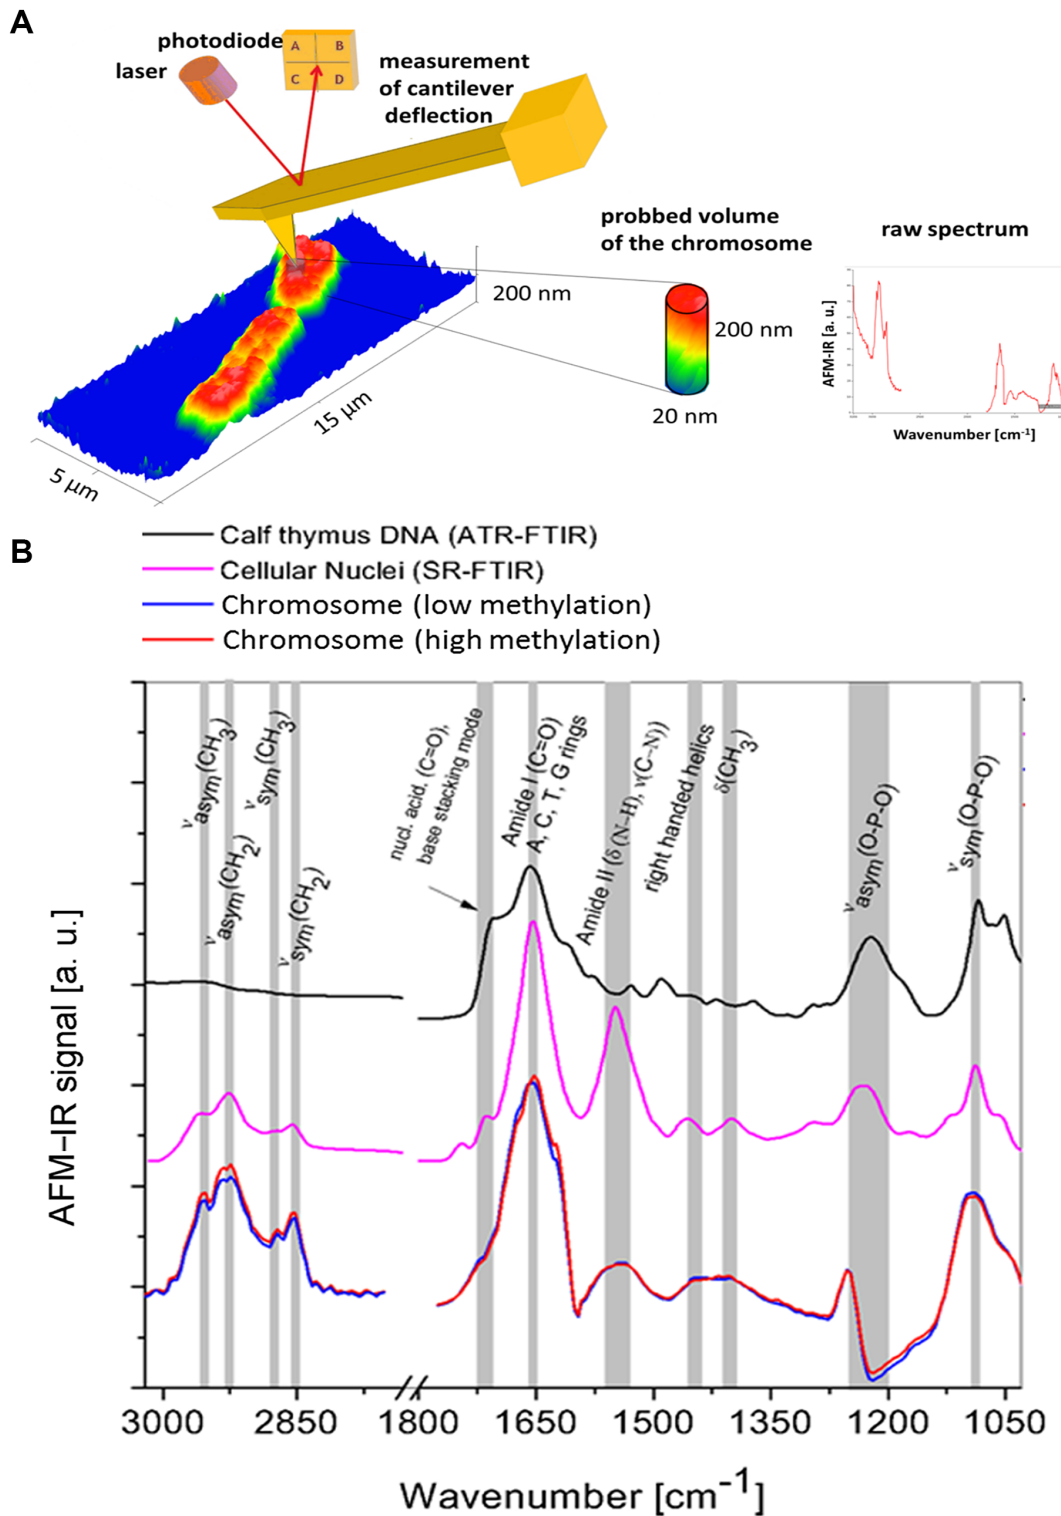 A
photodiode
laser
A B
C D
measurement
of cantilever
deflection
probbed volume
of the chromosome
raw spectrum
200 nm
200 nm
20 nm
15 µm
5 µm
AFM-IR [a. u.]
Wavenumber [cm⁻¹]
B
Calf thymus DNA (ATR-FTIR)
Cellular Nuclei (SR-FTIR)
Chromosome (low methylation)
Chromosome (high methylation)
νasym(CH₃)
νasym(CH₂)
νsym(CH₃)
νsym(CH₂)
nucl. acid. (C=O),
base stacking mode
Amide I (C=O)
A, C, T, G rings
Amide II (δ (N–H), ν(C–N))
right handed helics
δ(CH₃)
νasym(O-P-O)
νsym(O-P-O)
AFM–IR signal [a. u.]
3000 2850 1800 1650 1500 1350 1200 1050
Wavenumber [cm⁻¹]